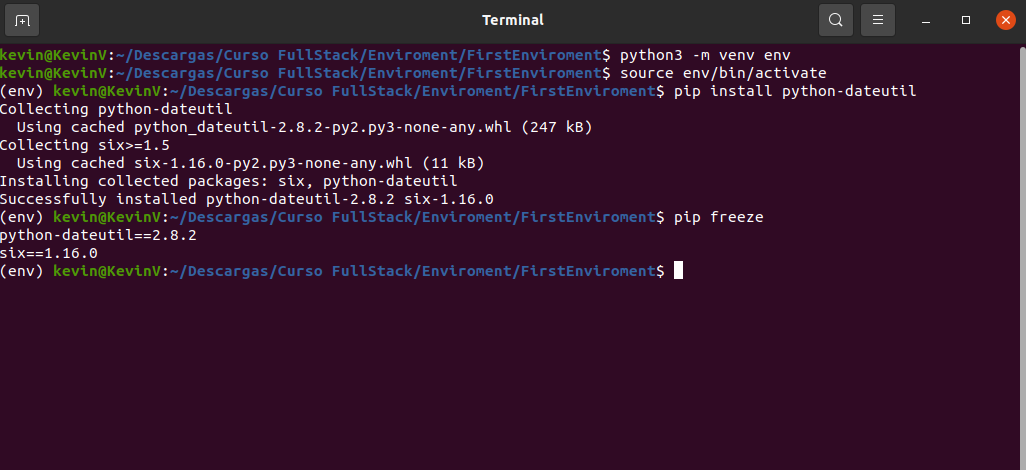 Terminal
kevin@KevinV:~/Descargas/Curso FullStack/Enviroment/FirstEnviroment$ python3 -m venv env
kevin@KevinV:~/Descargas/Curso FullStack/Enviroment/FirstEnviroment$ source env/bin/activate
(env) kevin@KevinV:~/Descargas/Curso FullStack/Enviroment/FirstEnviroment$ pip install python-dateutil
Collecting python-dateutil
  Using cached python_dateutil-2.8.2-py2.py3-none-any.whl (247 kB)
Collecting six>=1.5
  Using cached six-1.16.0-py2.py3-none-any.whl (11 kB)
Installing collected packages: six, python-dateutil
Successfully installed python-dateutil-2.8.2 six-1.16.0
(env) kevin@KevinV:~/Descargas/Curso FullStack/Enviroment/FirstEnviroment$ pip freeze
python-dateutil==2.8.2
six==1.16.0
(env) kevin@KevinV:~/Descargas/Curso FullStack/Enviroment/FirstEnviroment$